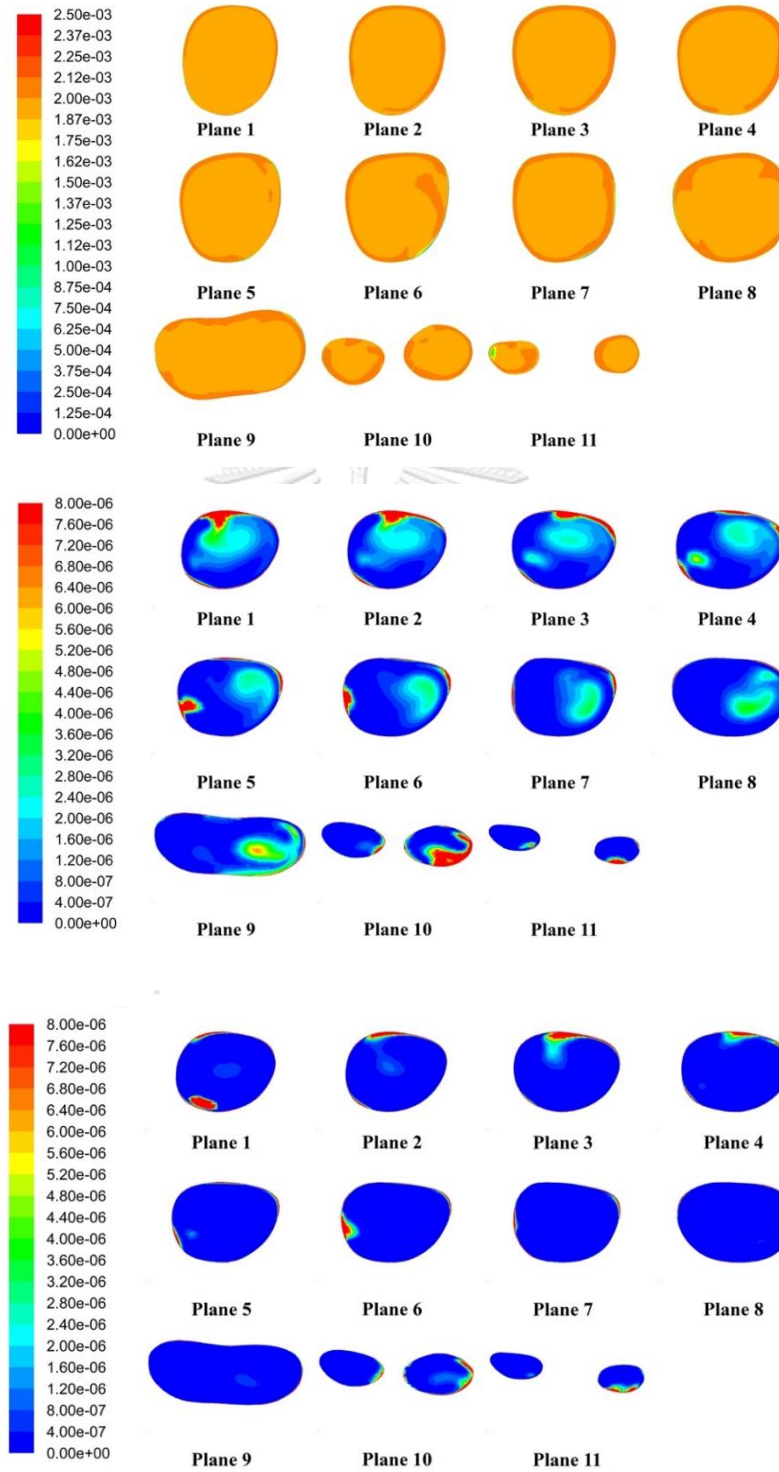 2.50e-03
2.37e-03
2.25e-03
2.12e-03
2.00e-03
1.87e-03
1.75e-03
1.62e-03
1.50e-03
1.37e-03
1.25e-03
1.12e-03
1.00e-03
8.75e-04
7.50e-04
6.25e-04
5.00e-04
3.75e-04
2.50e-04
1.25e-04
0.00e+00
Plane 1 Plane 2 Plane 3 Plane 4
Plane 5 Plane 6 Plane 7 Plane 8
Plane 9 Plane 10 Plane 11
8.00e-06
7.60e-06
7.20e-06
6.80e-06
6.40e-06
6.00e-06
5.60e-06
5.20e-06
4.80e-06
4.40e-06
4.00e-06
3.60e-06
3.20e-06
2.80e-06
2.40e-06
2.00e-06
1.60e-06
1.20e-06
8.00e-07
4.00e-07
0.00e+00
Plane 1 Plane 2 Plane 3 Plane 4
Plane 5 Plane 6 Plane 7 Plane 8
Plane 9 Plane 10 Plane 11
8.00e-06
7.60e-06
7.20e-06
6.80e-06
6.40e-06
6.00e-06
5.60e-06
5.20e-06
4.80e-06
4.40e-06
4.00e-06
3.60e-06
3.20e-06
2.80e-06
2.40e-06
2.00e-06
1.60e-06
1.20e-06
8.00e-07
4.00e-07
0.00e+00
Plane 1 Plane 2 Plane 3 Plane 4
Plane 5 Plane 6 Plane 7 Plane 8
Plane 9 Plane 10 Plane 11